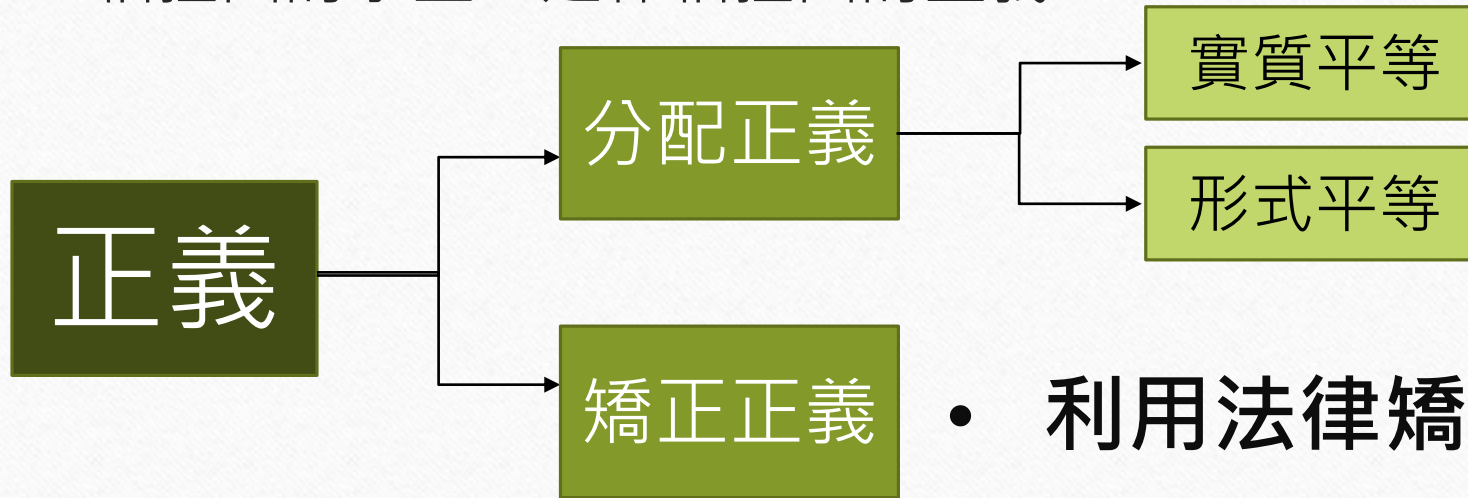 實質平等
分配正義
形式平等
正義
矯正正義
• 利用法律矯